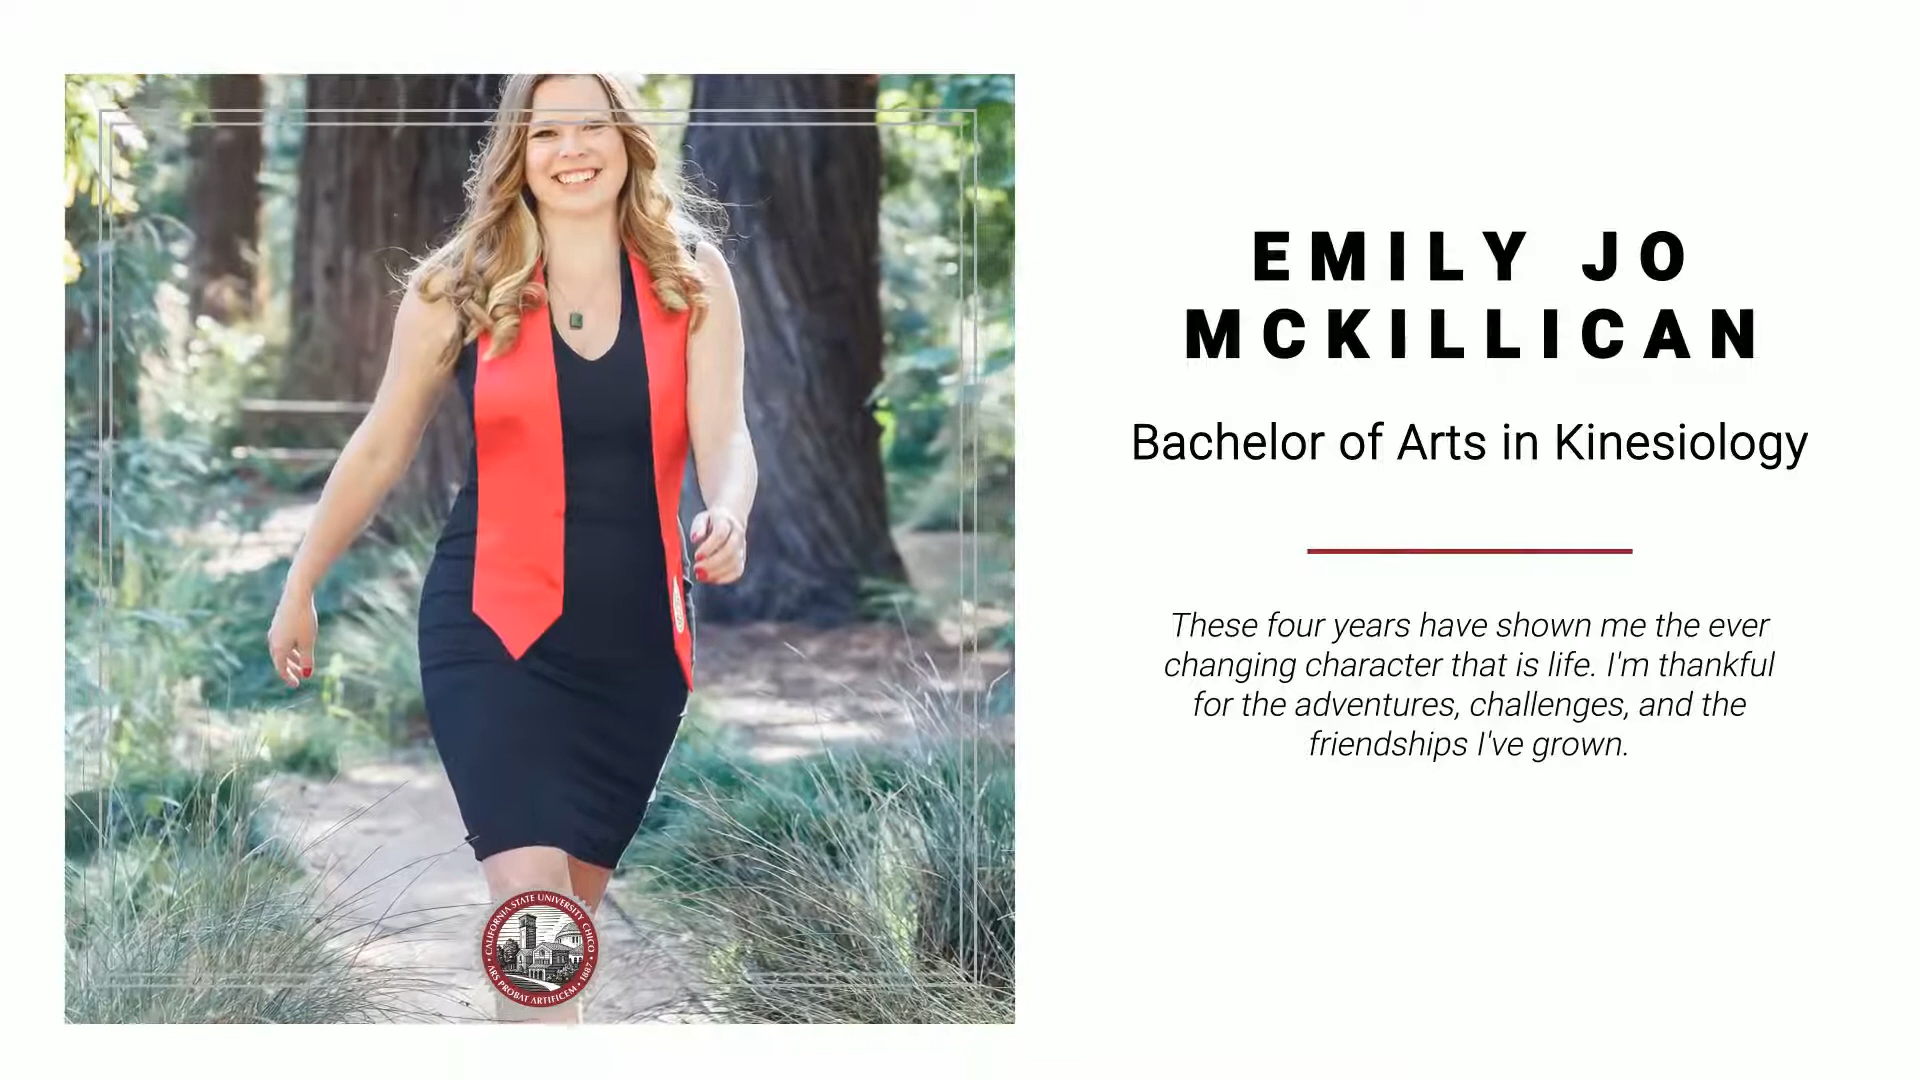 EMILY JO
MCKILLICAN
Bachelor of Arts in Kinesiology
These four years have shown me the ever
changing character that is life. I'm thankful
for the adventures, challenges, and the
friendships I've grown.
CALIFORNIA STATE UNIVERSITY CHICO
ARS PROBAT ARTIFICEM • 1887